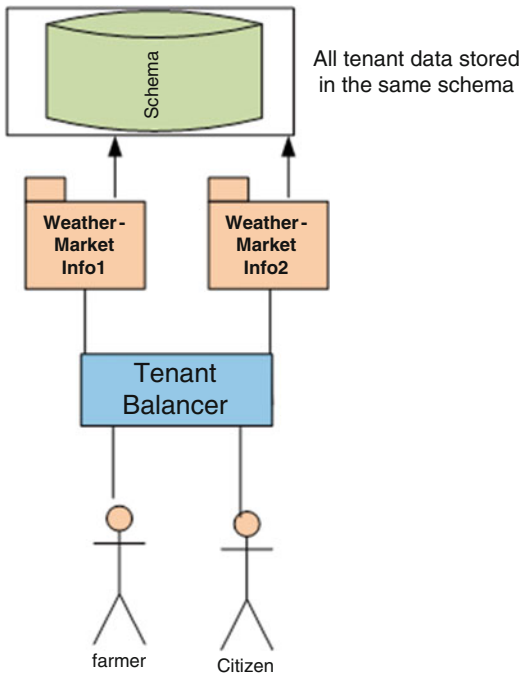 Schema
All tenant data stored
in the same schema
Weather-
Market
Info1
Weather-
Market
Info2
Tenant
Balancer
farmer
Citizen